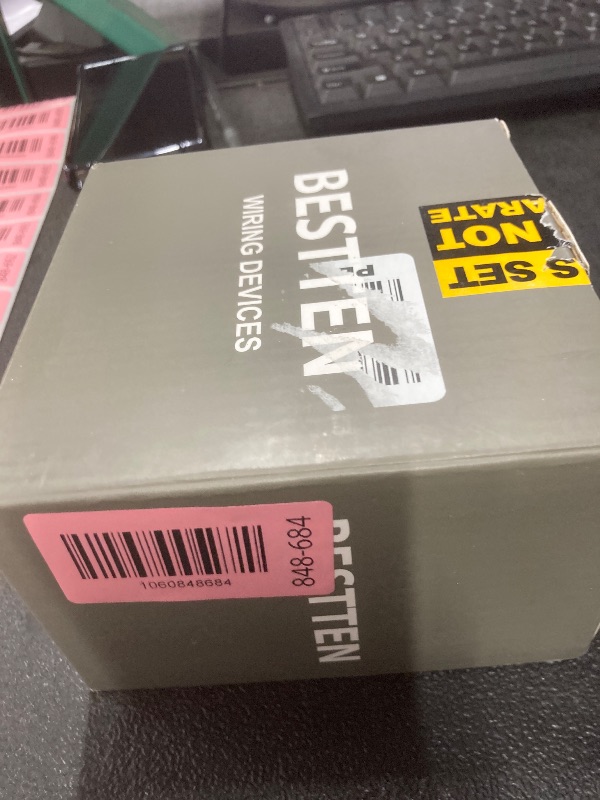 BESTTEN
WIRING DEVICES
S SET
NOT
ARATE
1060848684
848-684
BESTTEN